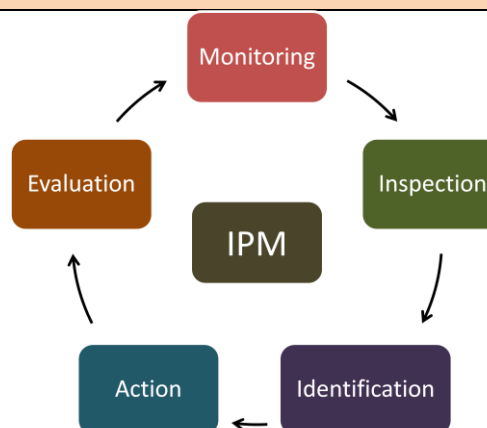 Monitoring
Inspection
Evaluation
IPM
Action
Identification